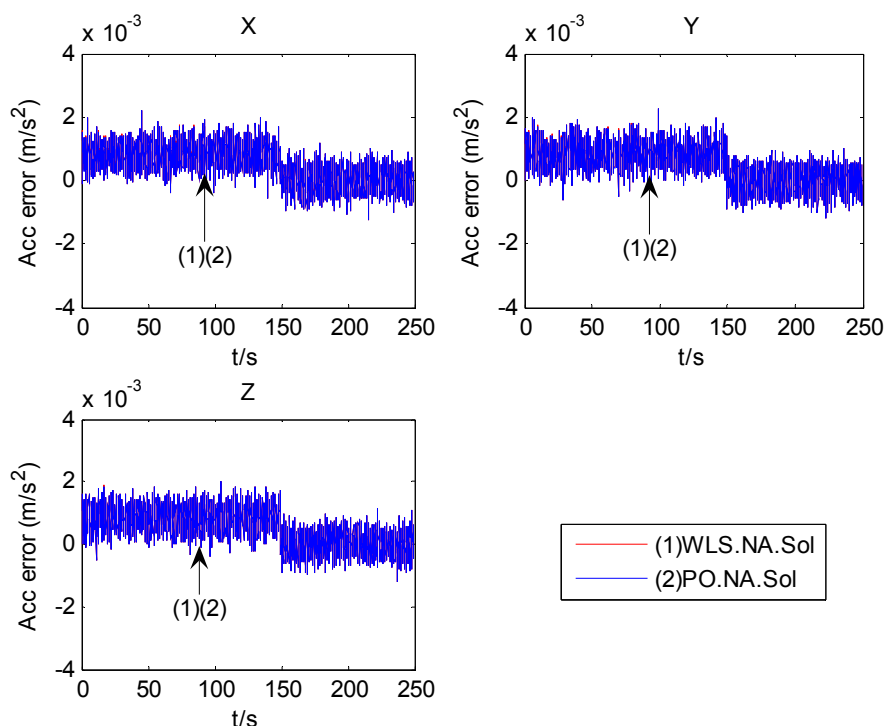 x 10^-3
X
Acc error (m/s^2)
4
2
0
-2
-4
(1)(2)
0 50 100 150 200 250
t/s
x 10^-3
Y
Acc error (m/s^2)
4
2
0
-2
-4
(1)(2)
0 50 100 150 200 250
t/s
x 10^-3
Z
Acc error (m/s^2)
4
2
0
-2
-4
(1)(2)
0 50 100 150 200 250
t/s
(1)WLS.NA.Sol
(2)PO.NA.Sol